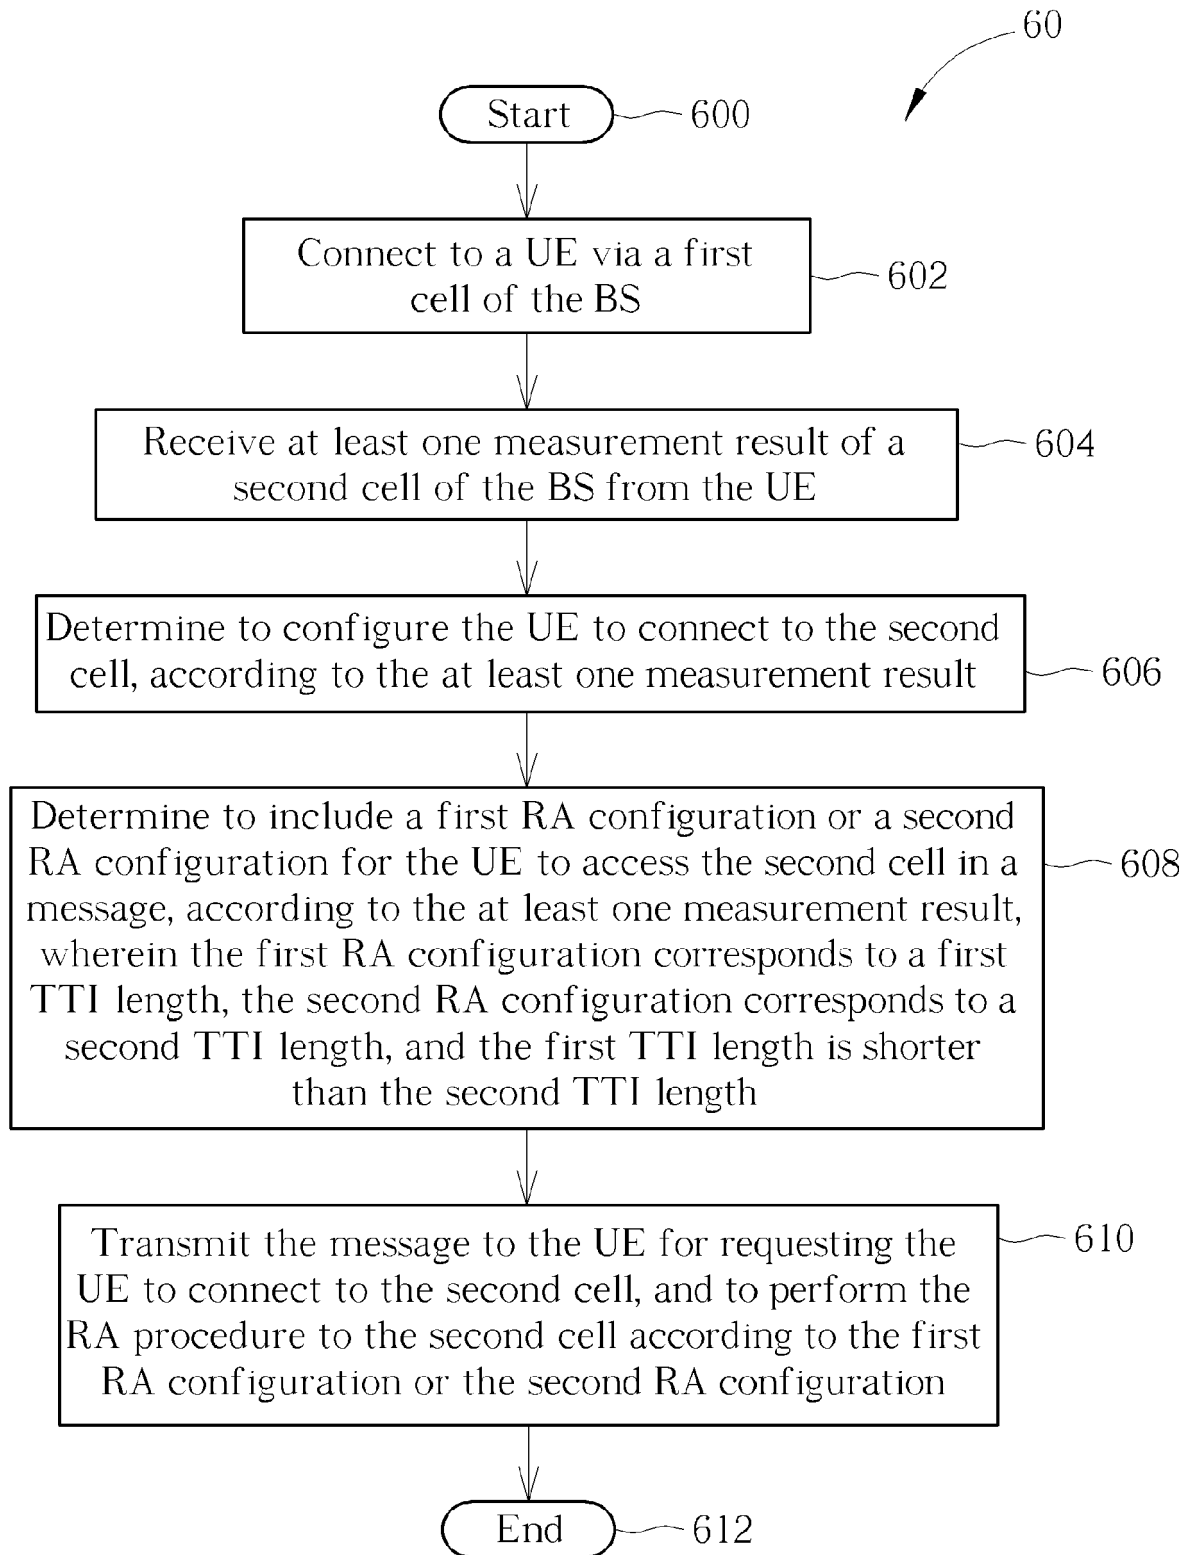 60
Start
600
Connect to a UE via a first
cell of the BS
602
Receive at least one measurement result of a
second cell of the BS from the UE
604
Determine to configure the UE to connect to the second
cell, according to the at least one measurement result
606
Determine to include a first RA configuration or a second
RA configuration for the UE to access the second cell in a
message, according to the at least one measurement result,
wherein the first RA configuration corresponds to a first
TTI length, the second RA configuration corresponds to a
second TTI length, and the first TTI length is shorter
than the second TTI length
608
Transmit the message to the UE for requesting the
UE to connect to the second cell, and to perform the
RA procedure to the second cell according to the first
RA configuration or the second RA configuration
610
End
612